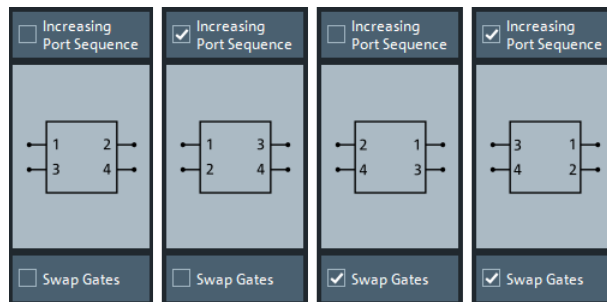 Increasing
Port Sequence
1 2
3 4
Swap Gates
Increasing
Port Sequence
1 3
2 4
Swap Gates
Increasing
Port Sequence
2 1
4 3
Swap Gates
Increasing
Port Sequence
3 1
4 2
Swap Gates